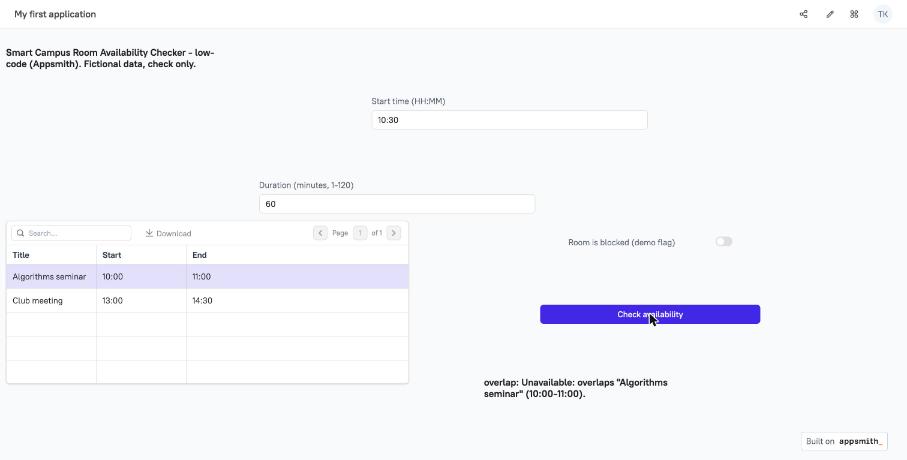 My first application
TK
Smart Campus Room Availability Checker - low-
code (Appsmith). Fictional data, check only.
Start time (HH:MM)
10:30
Duration (minutes, 1-120)
60
Search...
Download
Page 1 of 1
Title Start End
Algorithms seminar 10:00 11:00
Club meeting 13:00 14:30
Room is blocked (demo flag)
Check availability
overlap: Unavailable: overlaps "Algorithms
seminar" (10:00-11:00).
Built on appsmith_